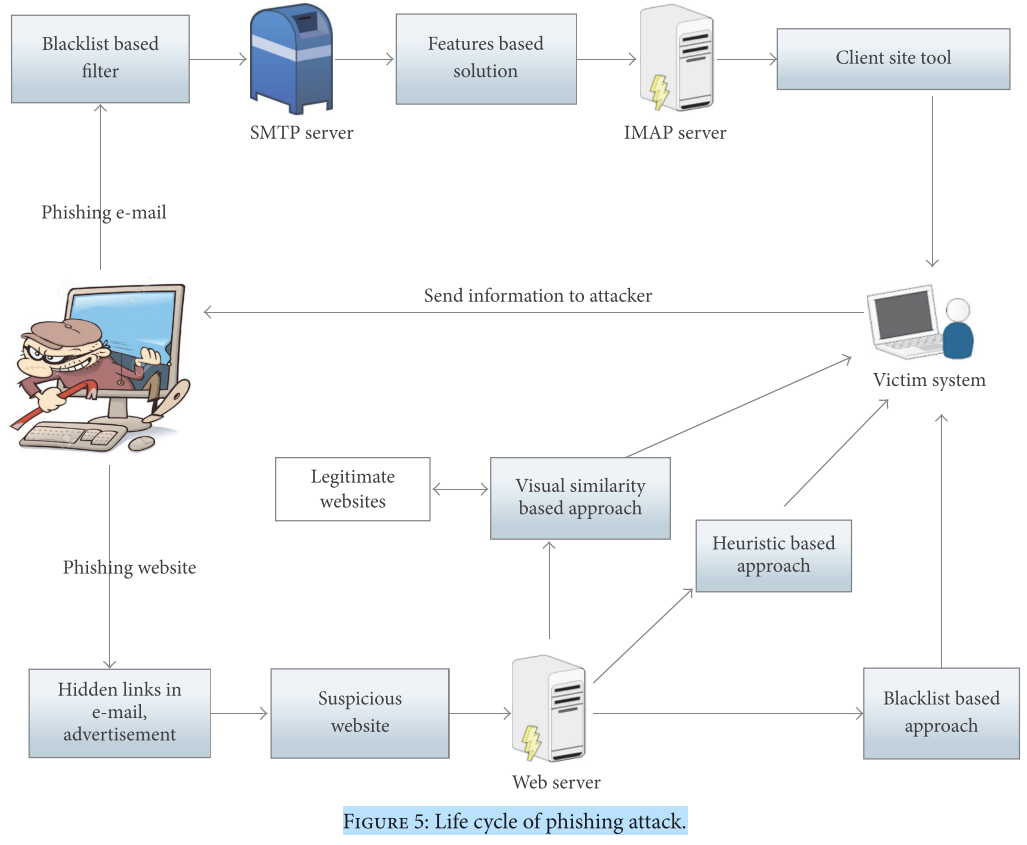 Blacklist based
filter
SMTP server
Features based
solution
IMAP server
Client site tool
Phishing e-mail
Send information to attacker
Victim system
Legitimate
websites
Visual similarity
based approach
Heuristic based
approach
Phishing website
Hidden links in
e-mail,
advertisement
Suspicious
website
Web server
Blacklist based
approach
Figure 5: Life cycle of phishing attack.